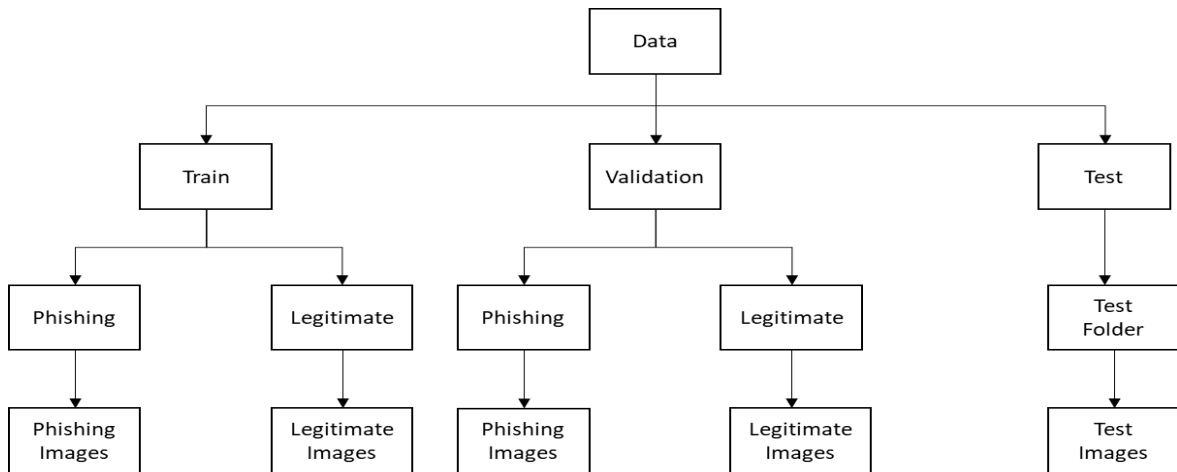 Data
Train
Validation
Test
Phishing
Legitimate
Phishing
Legitimate
Test
Folder
Phishing
Images
Legitimate
Images
Phishing
Images
Legitimate
Images
Test
Images